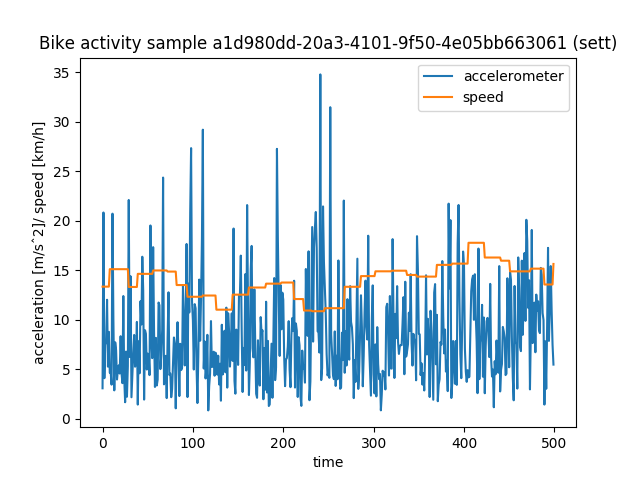 Bike activity sample a1d980dd-20a3-4101-9f50-4e05bb663061 (sett)
accelerometer
speed
acceleration [m/s^2]/ speed [km/h]
35
30
25
20
15
10
5
0
0 100 200 300 400 500
time